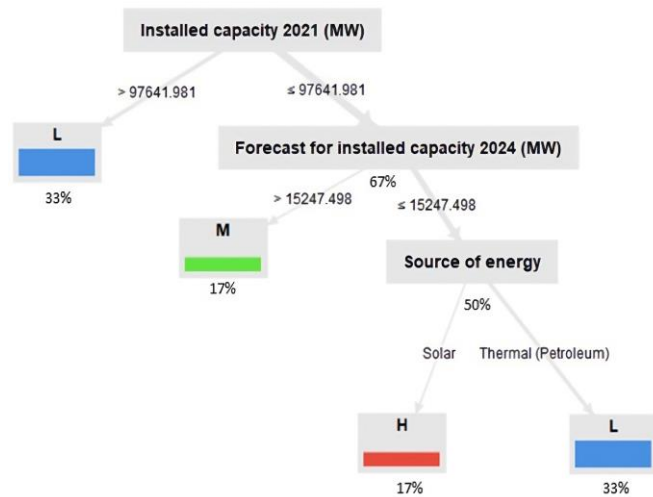 Installed capacity 2021 (MW)
> 97641.981
≤ 97641.981
L
33%
Forecast for installed capacity 2024 (MW)
67%
> 15247.498
≤ 15247.498
M
17%
Source of energy
50%
Solar
Thermal (Petroleum)
H
17%
L
33%